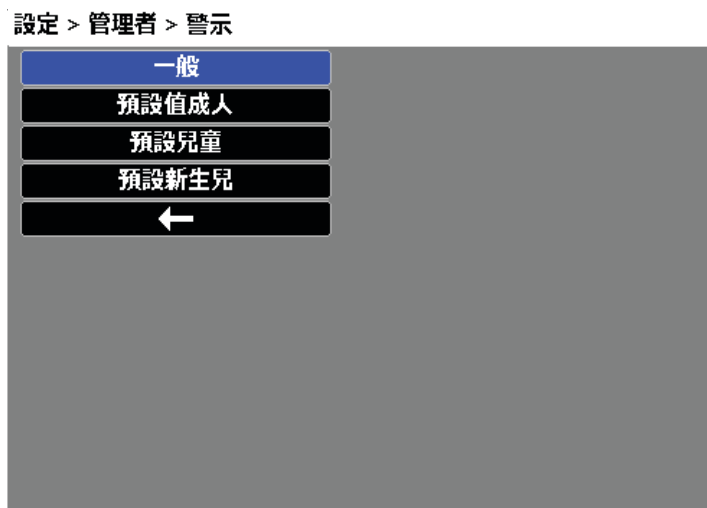 設定 > 管理者 > 警示
一般
預設值成人
預設兒童
預設新生兒
←